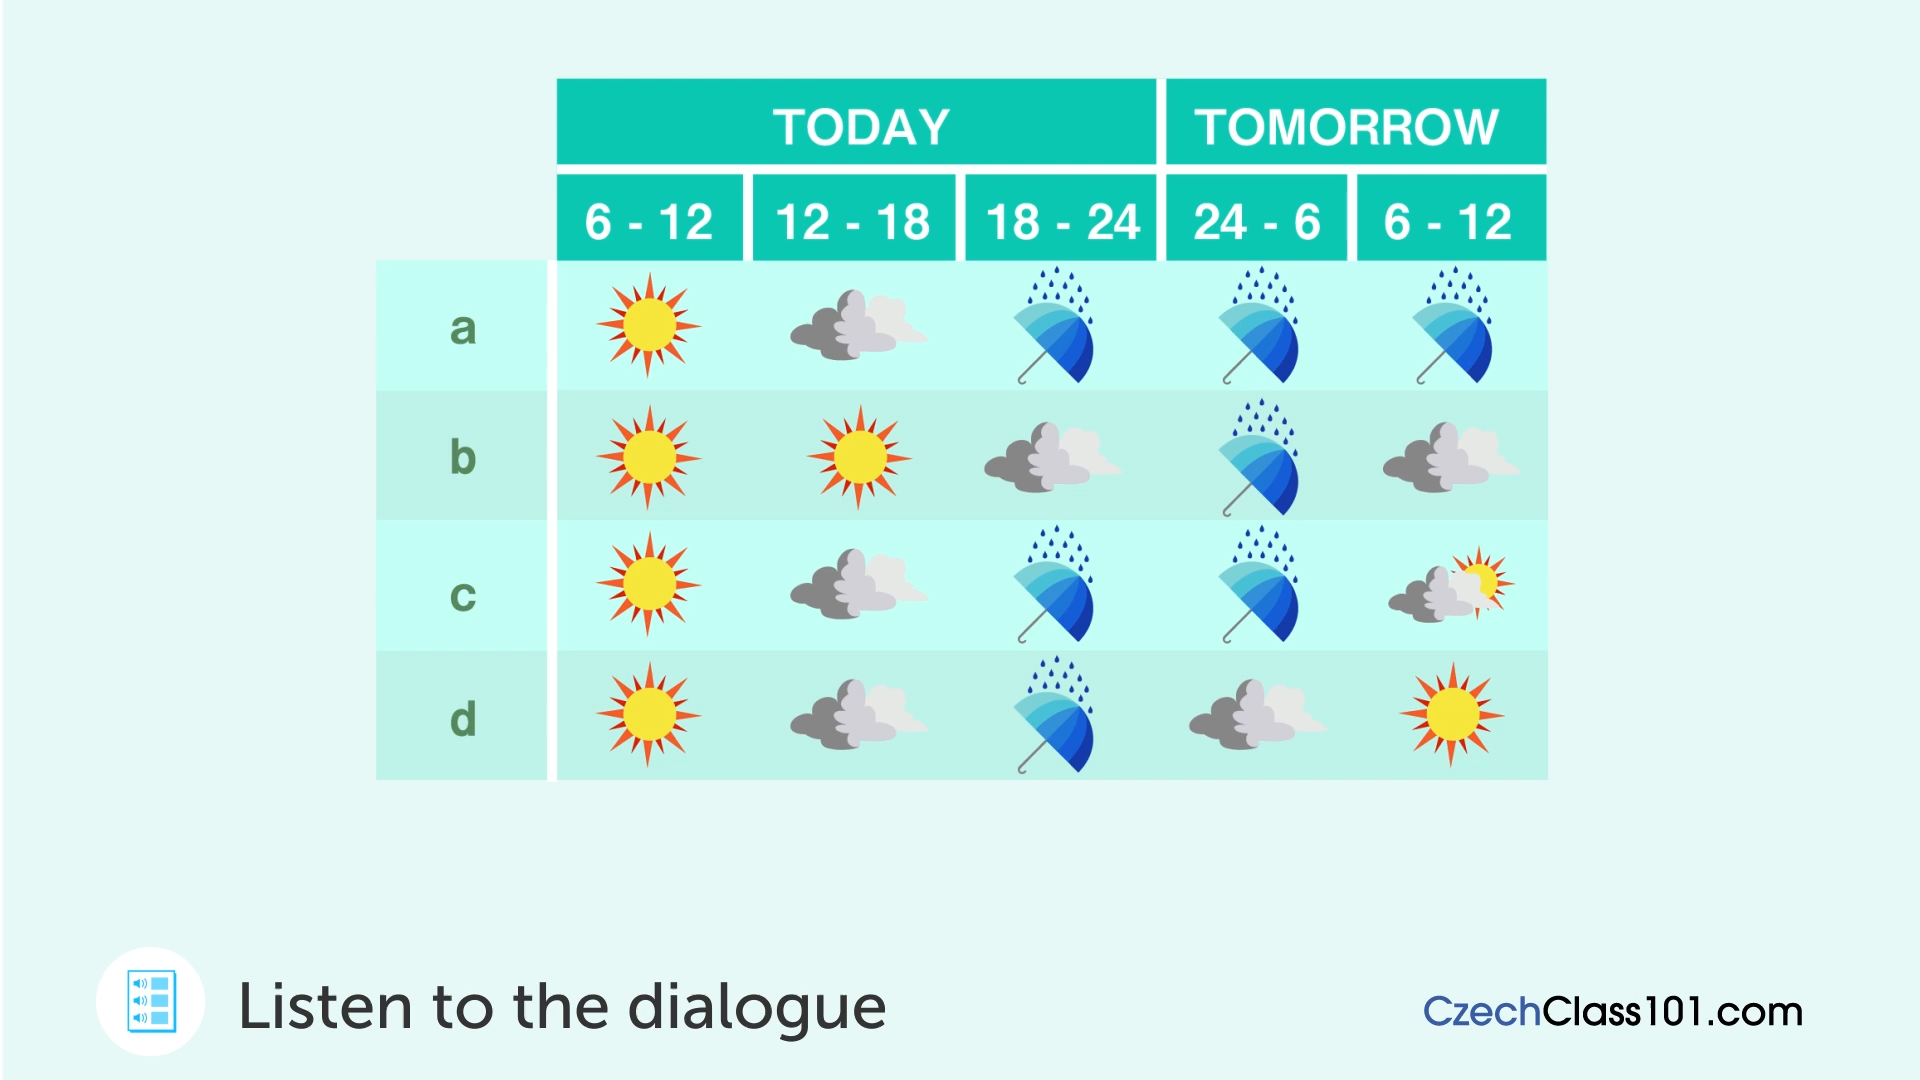 TODAY TOMORROW
6 - 12 12 - 18 18 - 24 24 - 6 6 - 12
a
b
c
d
Listen to the dialogue
CzechClass101.com